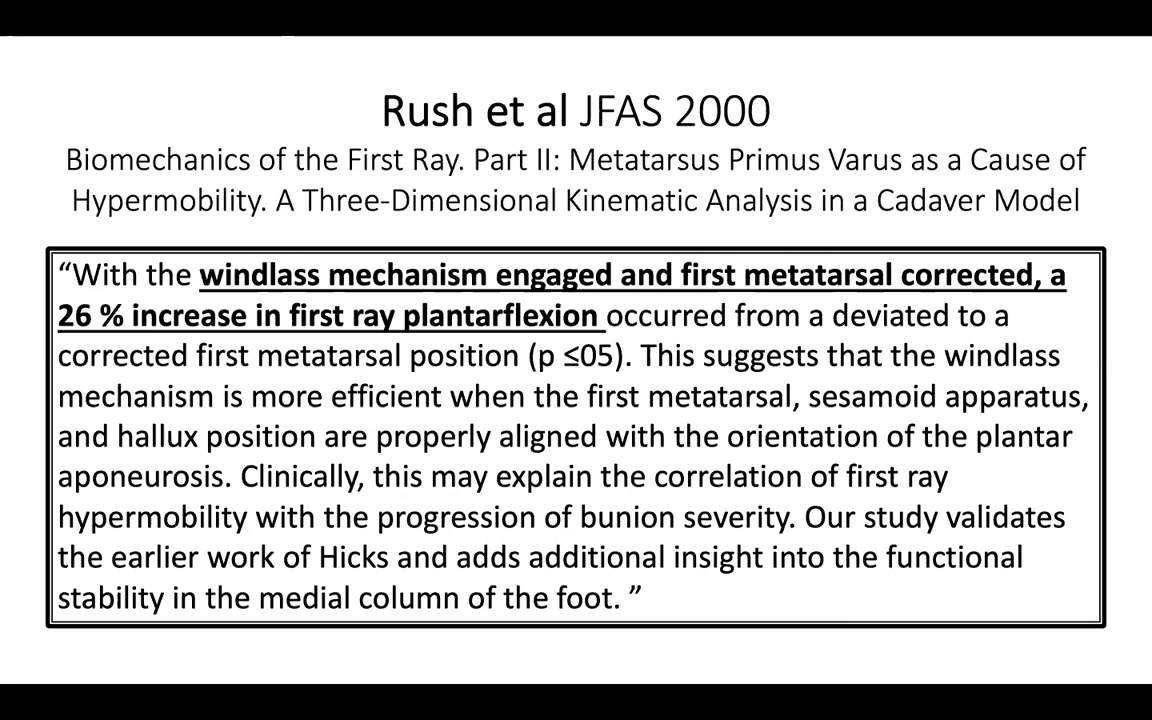 Rush et al JFAS 2000
Biomechanics of the First Ray. Part II: Metatarsus Primus Varus as a Cause of
Hypermobility. A Three-Dimensional Kinematic Analysis in a Cadaver Model
“With the windlass mechanism engaged and first metatarsal corrected, a
26 % increase in first ray plantarflexion occurred from a deviated to a
corrected first metatarsal position (p ≤05). This suggests that the windlass
mechanism is more efficient when the first metatarsal, sesamoid apparatus,
and hallux position are properly aligned with the orientation of the plantar
aponeurosis. Clinically, this may explain the correlation of first ray
hypermobility with the progression of bunion severity. Our study validates
the earlier work of Hicks and adds additional insight into the functional
stability in the medial column of the foot. ”